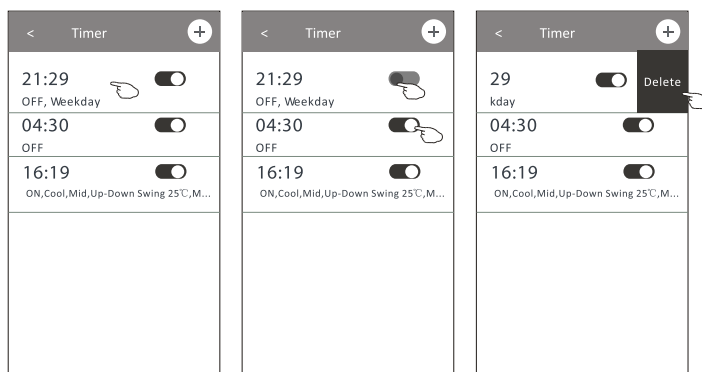 < Timer +
21:29
OFF, Weekday
04:30
OFF
16:19
ON,Cool,Mid,Up-Down Swing 25℃,M...
< Timer +
21:29
OFF, Weekday
04:30
OFF
16:19
ON,Cool,Mid,Up-Down Swing 25℃,M...
< Timer +
29
Delete
kday
04:30
OFF
16:19
ON,Cool,Mid,Up-Down Swing 25℃,M...